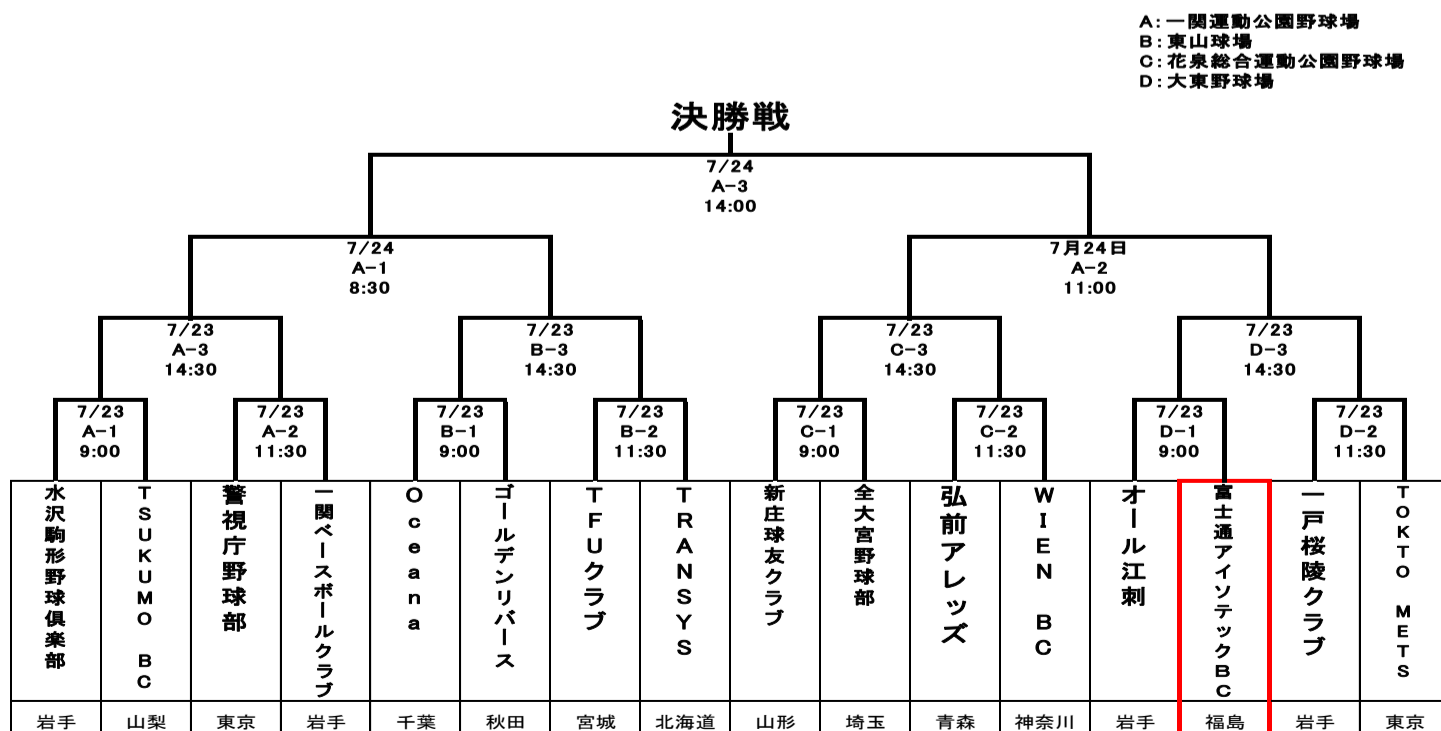 A:一関運動公園野球場
B:東山球場
C:花泉総合運動公園野球場
D:大東野球場
決勝戦
7/24
A-3
14:00
7/24
A-1
8:30
7月24日
A-2
11:00
7/23
A-3
14:30
7/23
B-3
14:30
7/23
C-3
14:30
7/23
D-3
14:30
7/23
A-1
9:00
7/23
A-2
11:30
7/23
B-1
9:00
7/23
B-2
11:30
7/23
C-1
9:00
7/23
C-2
11:30
7/23
D-1
9:00
7/23
D-2
11:30
水沢駒形野球倶楽部
TSUKUMO BC
警視庁野球部
一関ベースボールクラブ
Oceana
ゴールデンリバース
TFUクラブ
TRANSYS
新庄球友クラブ
全大宮野球部
弘前アレッズ
WIEN BC
オール江刺
富士通アイソテックBC
一戸桜陵クラブ
TOKTO METS
岩手
山梨
東京
岩手
千葉
秋田
宮城
北海道
山形
埼玉
青森
神奈川
岩手
福島
岩手
東京